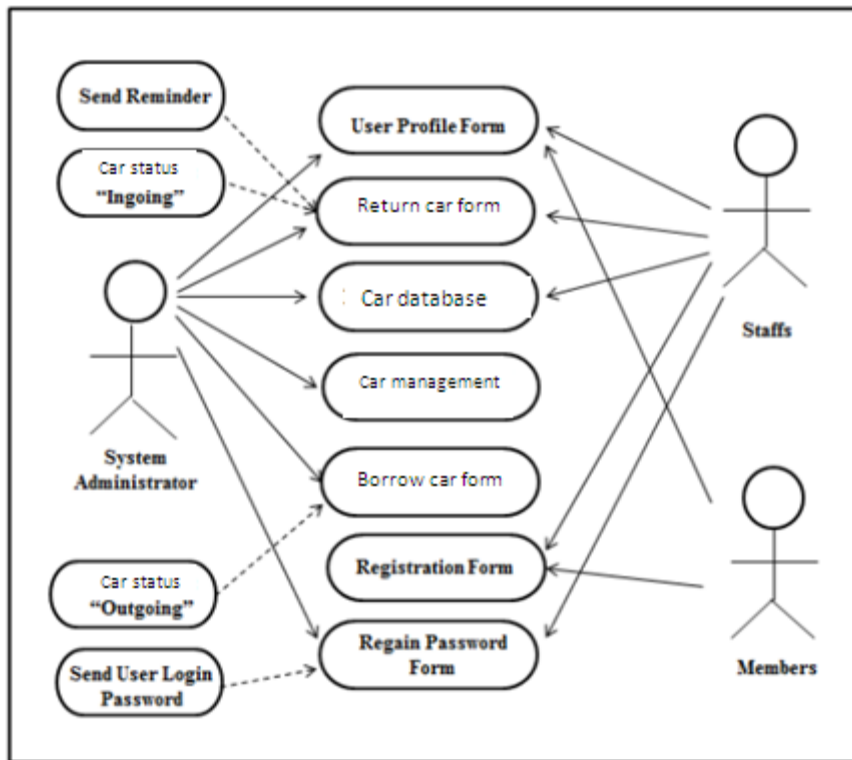 Send Reminder
Car status
“Ingoing”
User Profile Form
Return car form
Car database
Car management
Borrow car form
Registration Form
Regain Password
Form
System
Administrator
Car status
“Outgoing”
Send User Login
Password
Staffs
Members